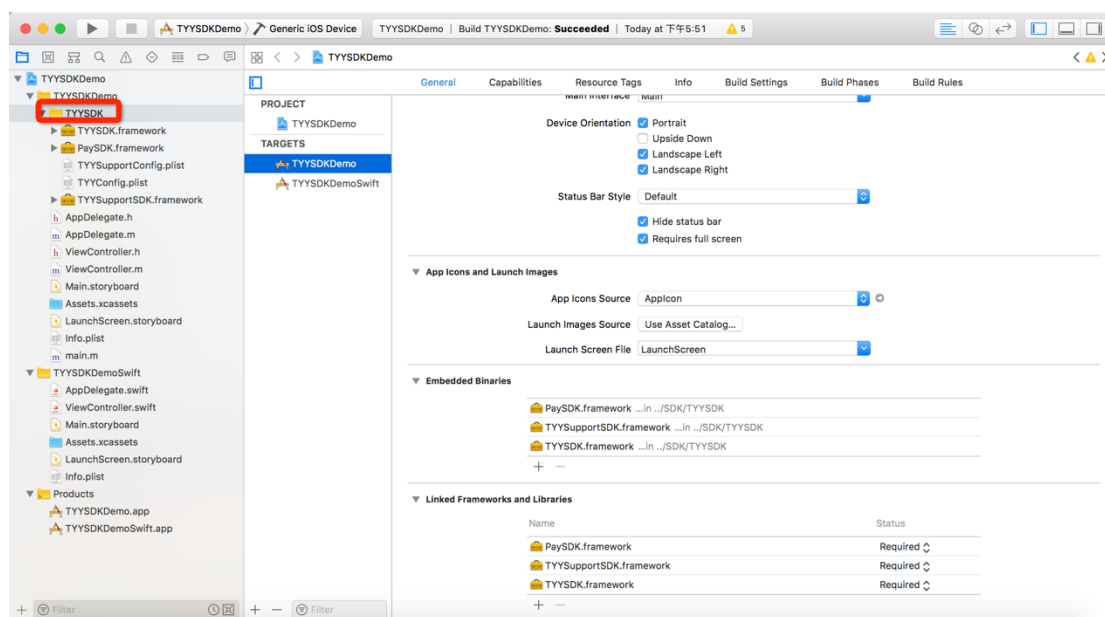 TYYSDKDemo
Generic iOS Device
TYYSDKDemo | Build TYYSDKDemo: Succeeded | Today at 下午5:51
5
TYYSDKDemo
TYYSDKDemo
TYYSDKDemo
TYYSDK
TYYSDK.framework
PaySDK.framework
TYYSupportConfig.plist
TYYConfig.plist
TYYSupportSDK.framework
h AppDelegate.h
m AppDelegate.m
h ViewController.h
m ViewController.m
Main.storyboard
Assets.xcassets
LaunchScreen.storyboard
Info.plist
m main.m
TYYSDKDemoSwift
AppDelegate.swift
ViewController.swift
Main.storyboard
Assets.xcassets
LaunchScreen.storyboard
Info.plist
Products
TYYSDKDemo.app
TYYSDKDemoSwift.app
Filter
PROJECT
TYYSDKDemo
TARGETS
TYYSDKDemo
TYYSDKDemoSwift
Filter
General Capabilities Resource Tags Info Build Settings Build Phases Build Rules
Main Interface Main
Device Orientation Portrait
Upside Down
Landscape Left
Landscape Right
Status Bar Style Default
Hide status bar
Requires full screen
App Icons and Launch Images
App Icons Source AppIcon
Launch Images Source Use Asset Catalog...
Launch Screen File LaunchScreen
Embedded Binaries
PaySDK.framework ...in ../SDK/TYYSDK
TYYSupportSDK.framework ...in ../SDK/TYYSDK
TYYSDK.framework ...in ../SDK/TYYSDK
Linked Frameworks and Libraries
Name Status
PaySDK.framework Required
TYYSupportSDK.framework Required
TYYSDK.framework Required